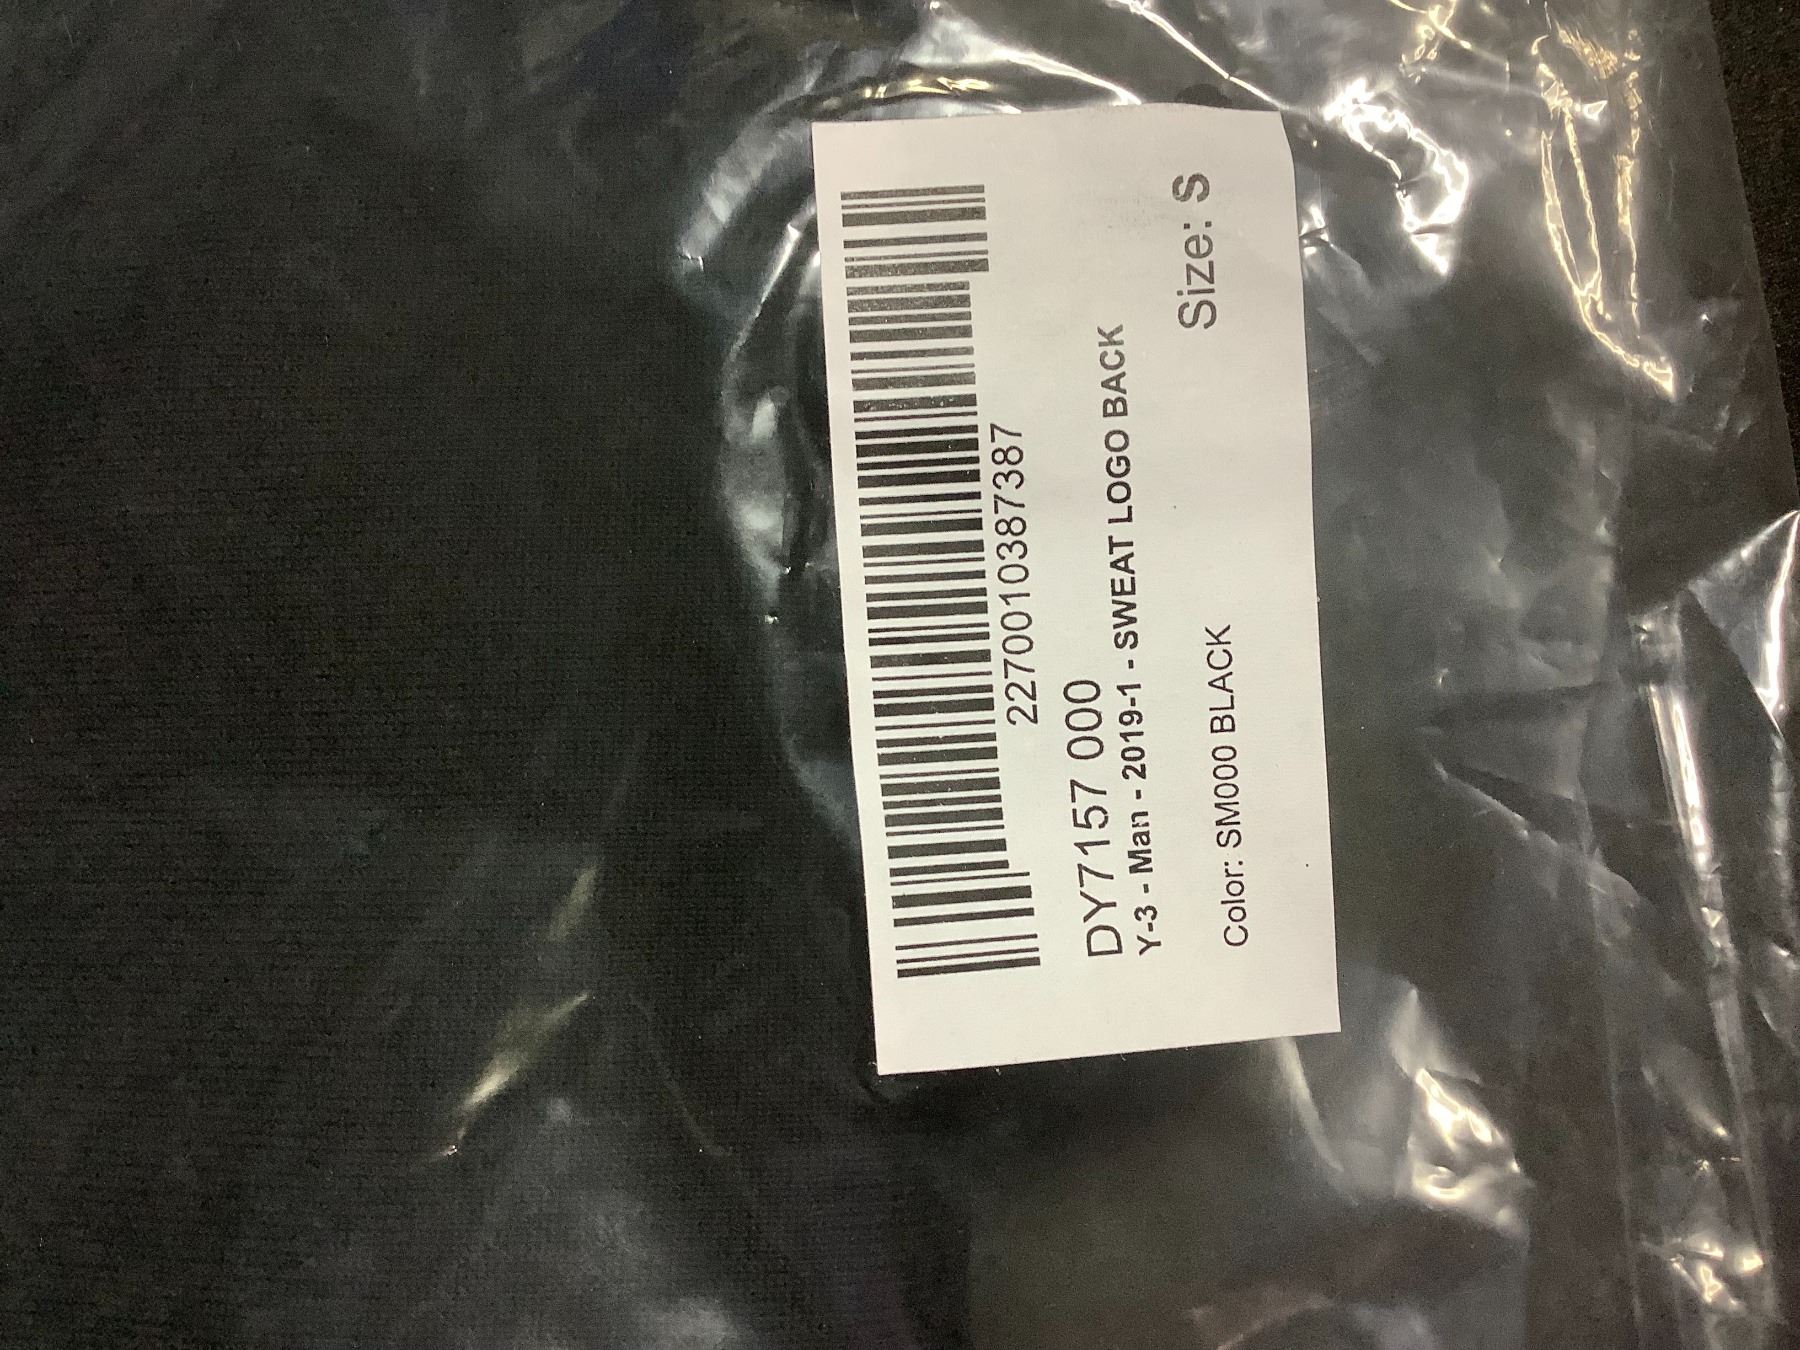 2270010387387
DY7157 000
Y-3 - Man - 2019-1 - SWEAT LOGO BACK
Size: S
Color: SM000 BLACK